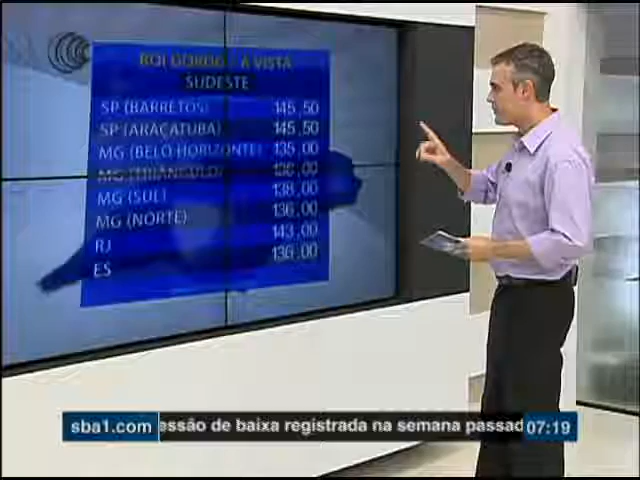 BOI GORDO - À VISTA
SUDESTE
SP (BARRETOS) 145,50
SP (ARAÇATUBA) 145,50
MG (BELO HORIZONTE) 135,00
MG (TRIÂNGULO) 138,00
MG (SUL) 138,00
MG (NORTE) 136,00
RJ 143,00
ES 136,00
sba1.com essão de baixa registrada na semana passad 07:19